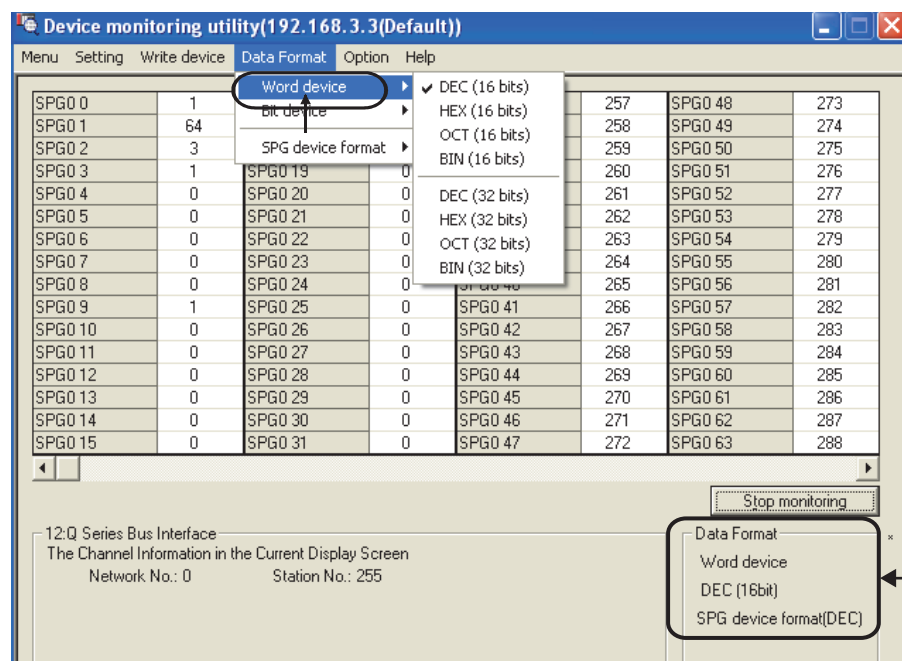 Device monitoring utility(192.168.3.3(Default))
Menu Setting Write device Data Format Option Help
Word device
Bit device
SPG device format
DEC (16 bits)
HEX (16 bits)
OCT (16 bits)
BIN (16 bits)
DEC (32 bits)
HEX (32 bits)
OCT (32 bits)
BIN (32 bits)
SPG0 0 1 257 SPG0 48 273
SPG0 1 64 258 SPG0 49 274
SPG0 2 3 259 SPG0 50 275
SPG0 3 1 SPG0 19 0 260 SPG0 51 276
SPG0 4 0 SPG0 20 0 261 SPG0 52 277
SPG0 5 0 SPG0 21 0 262 SPG0 53 278
SPG0 6 0 SPG0 22 0 263 SPG0 54 279
SPG0 7 0 SPG0 23 0 264 SPG0 55 280
SPG0 8 0 SPG0 24 0 265 SPG0 56 281
SPG0 9 1 SPG0 25 0 SPG0 41 266 SPG0 57 282
SPG0 10 0 SPG0 26 0 SPG0 42 267 SPG0 58 283
SPG0 11 0 SPG0 27 0 SPG0 43 268 SPG0 59 284
SPG0 12 0 SPG0 28 0 SPG0 44 269 SPG0 60 285
SPG0 13 0 SPG0 29 0 SPG0 45 270 SPG0 61 286
SPG0 14 0 SPG0 30 0 SPG0 46 271 SPG0 62 287
SPG0 15 0 SPG0 31 0 SPG0 47 272 SPG0 63 288
Stop monitoring
12:Q Series Bus Interface
The Channel Information in the Current Display Screen
Network No.: 0 Station No.: 255
Data Format
Word device
DEC (16bit)
SPG device format(DEC)